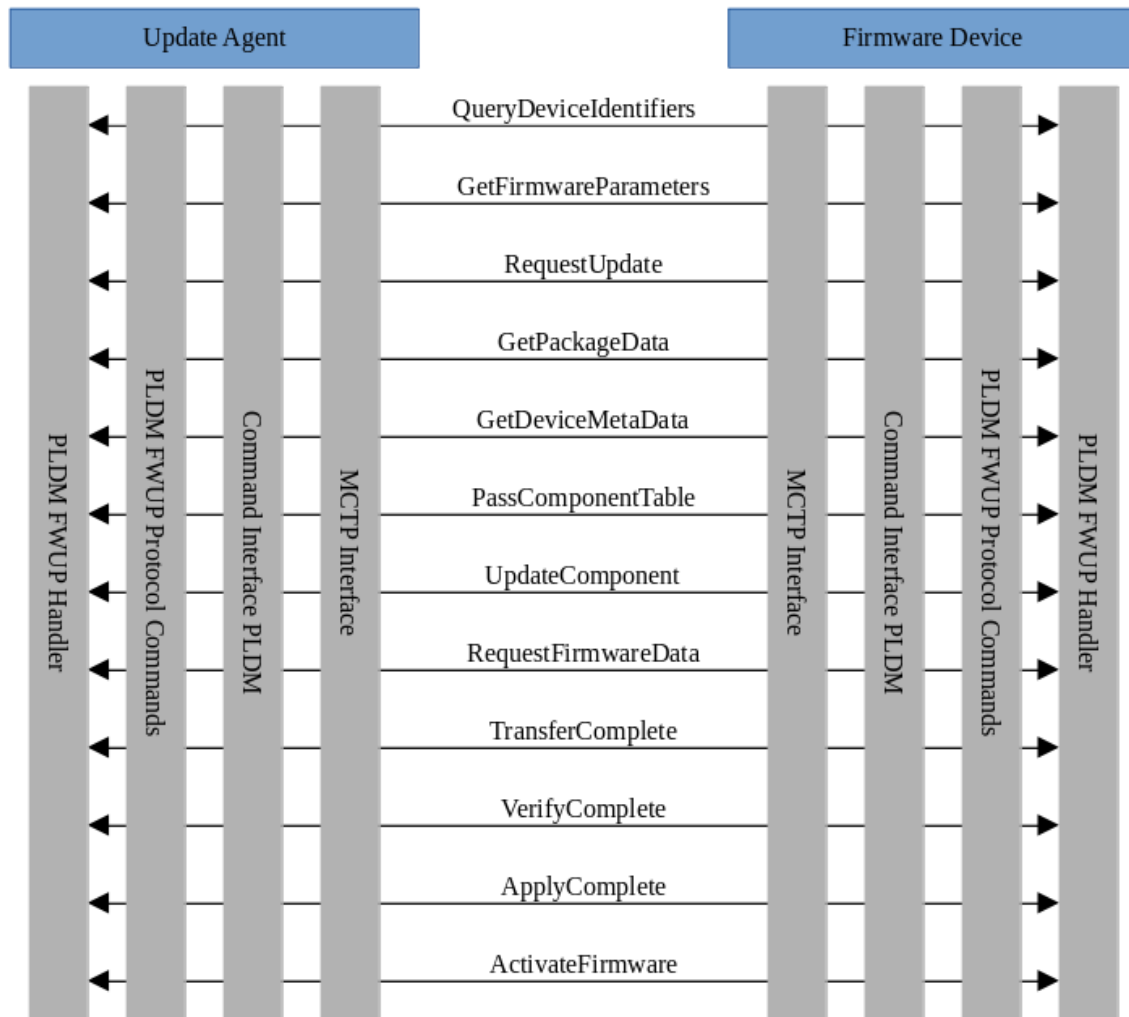 Update Agent
Firmware Device
QueryDeviceIdentifiers
GetFirmwareParameters
RequestUpdate
GetPackageData
GetDeviceMetaData
PassComponentTable
UpdateComponent
RequestFirmwareData
TransferComplete
VerifyComplete
ApplyComplete
ActivateFirmware
PLDM FWUP Handler
PLDM FWUP Protocol Commands
Command Interface PLDM
MCTP Interface
MCTP Interface
Command Interface PLDM
PLDM FWUP Protocol Commands
PLDM FWUP Handler